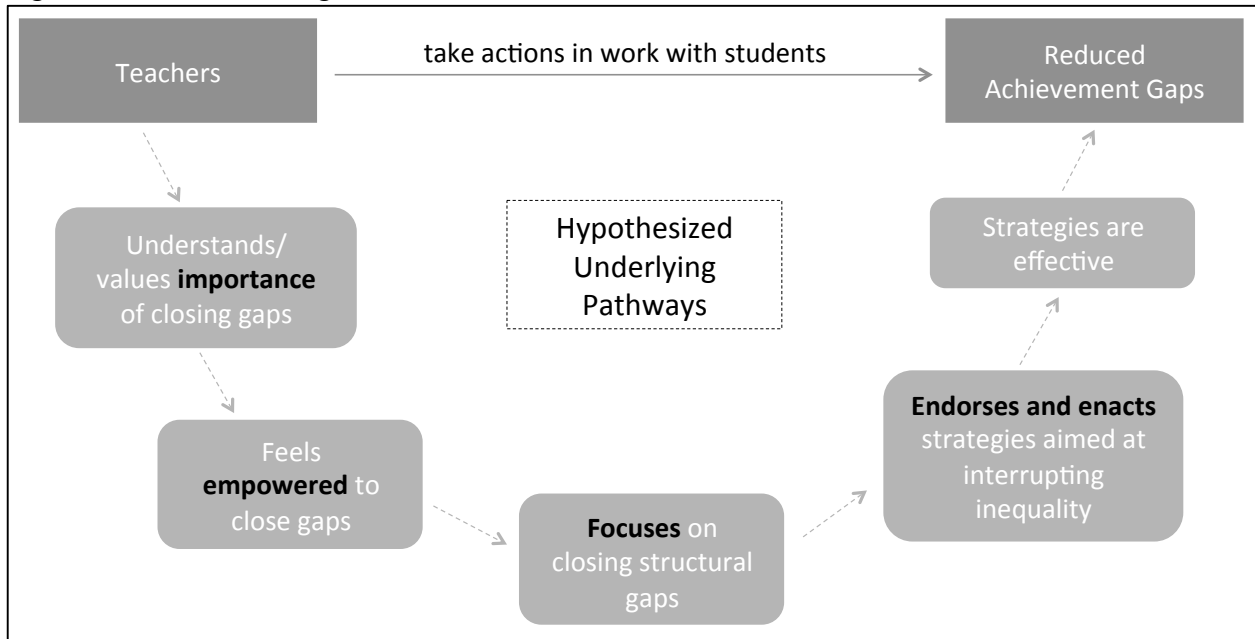 Teachers
take actions in work with students
Reduced
Achievement Gaps
Understands/
values importance
of closing gaps
Hypothesized
Underlying
Pathways
Strategies are
effective
Feels
empowered to
close gaps
Focuses on
closing structural
gaps
Endorses and enacts
strategies aimed at
interrupting
inequality